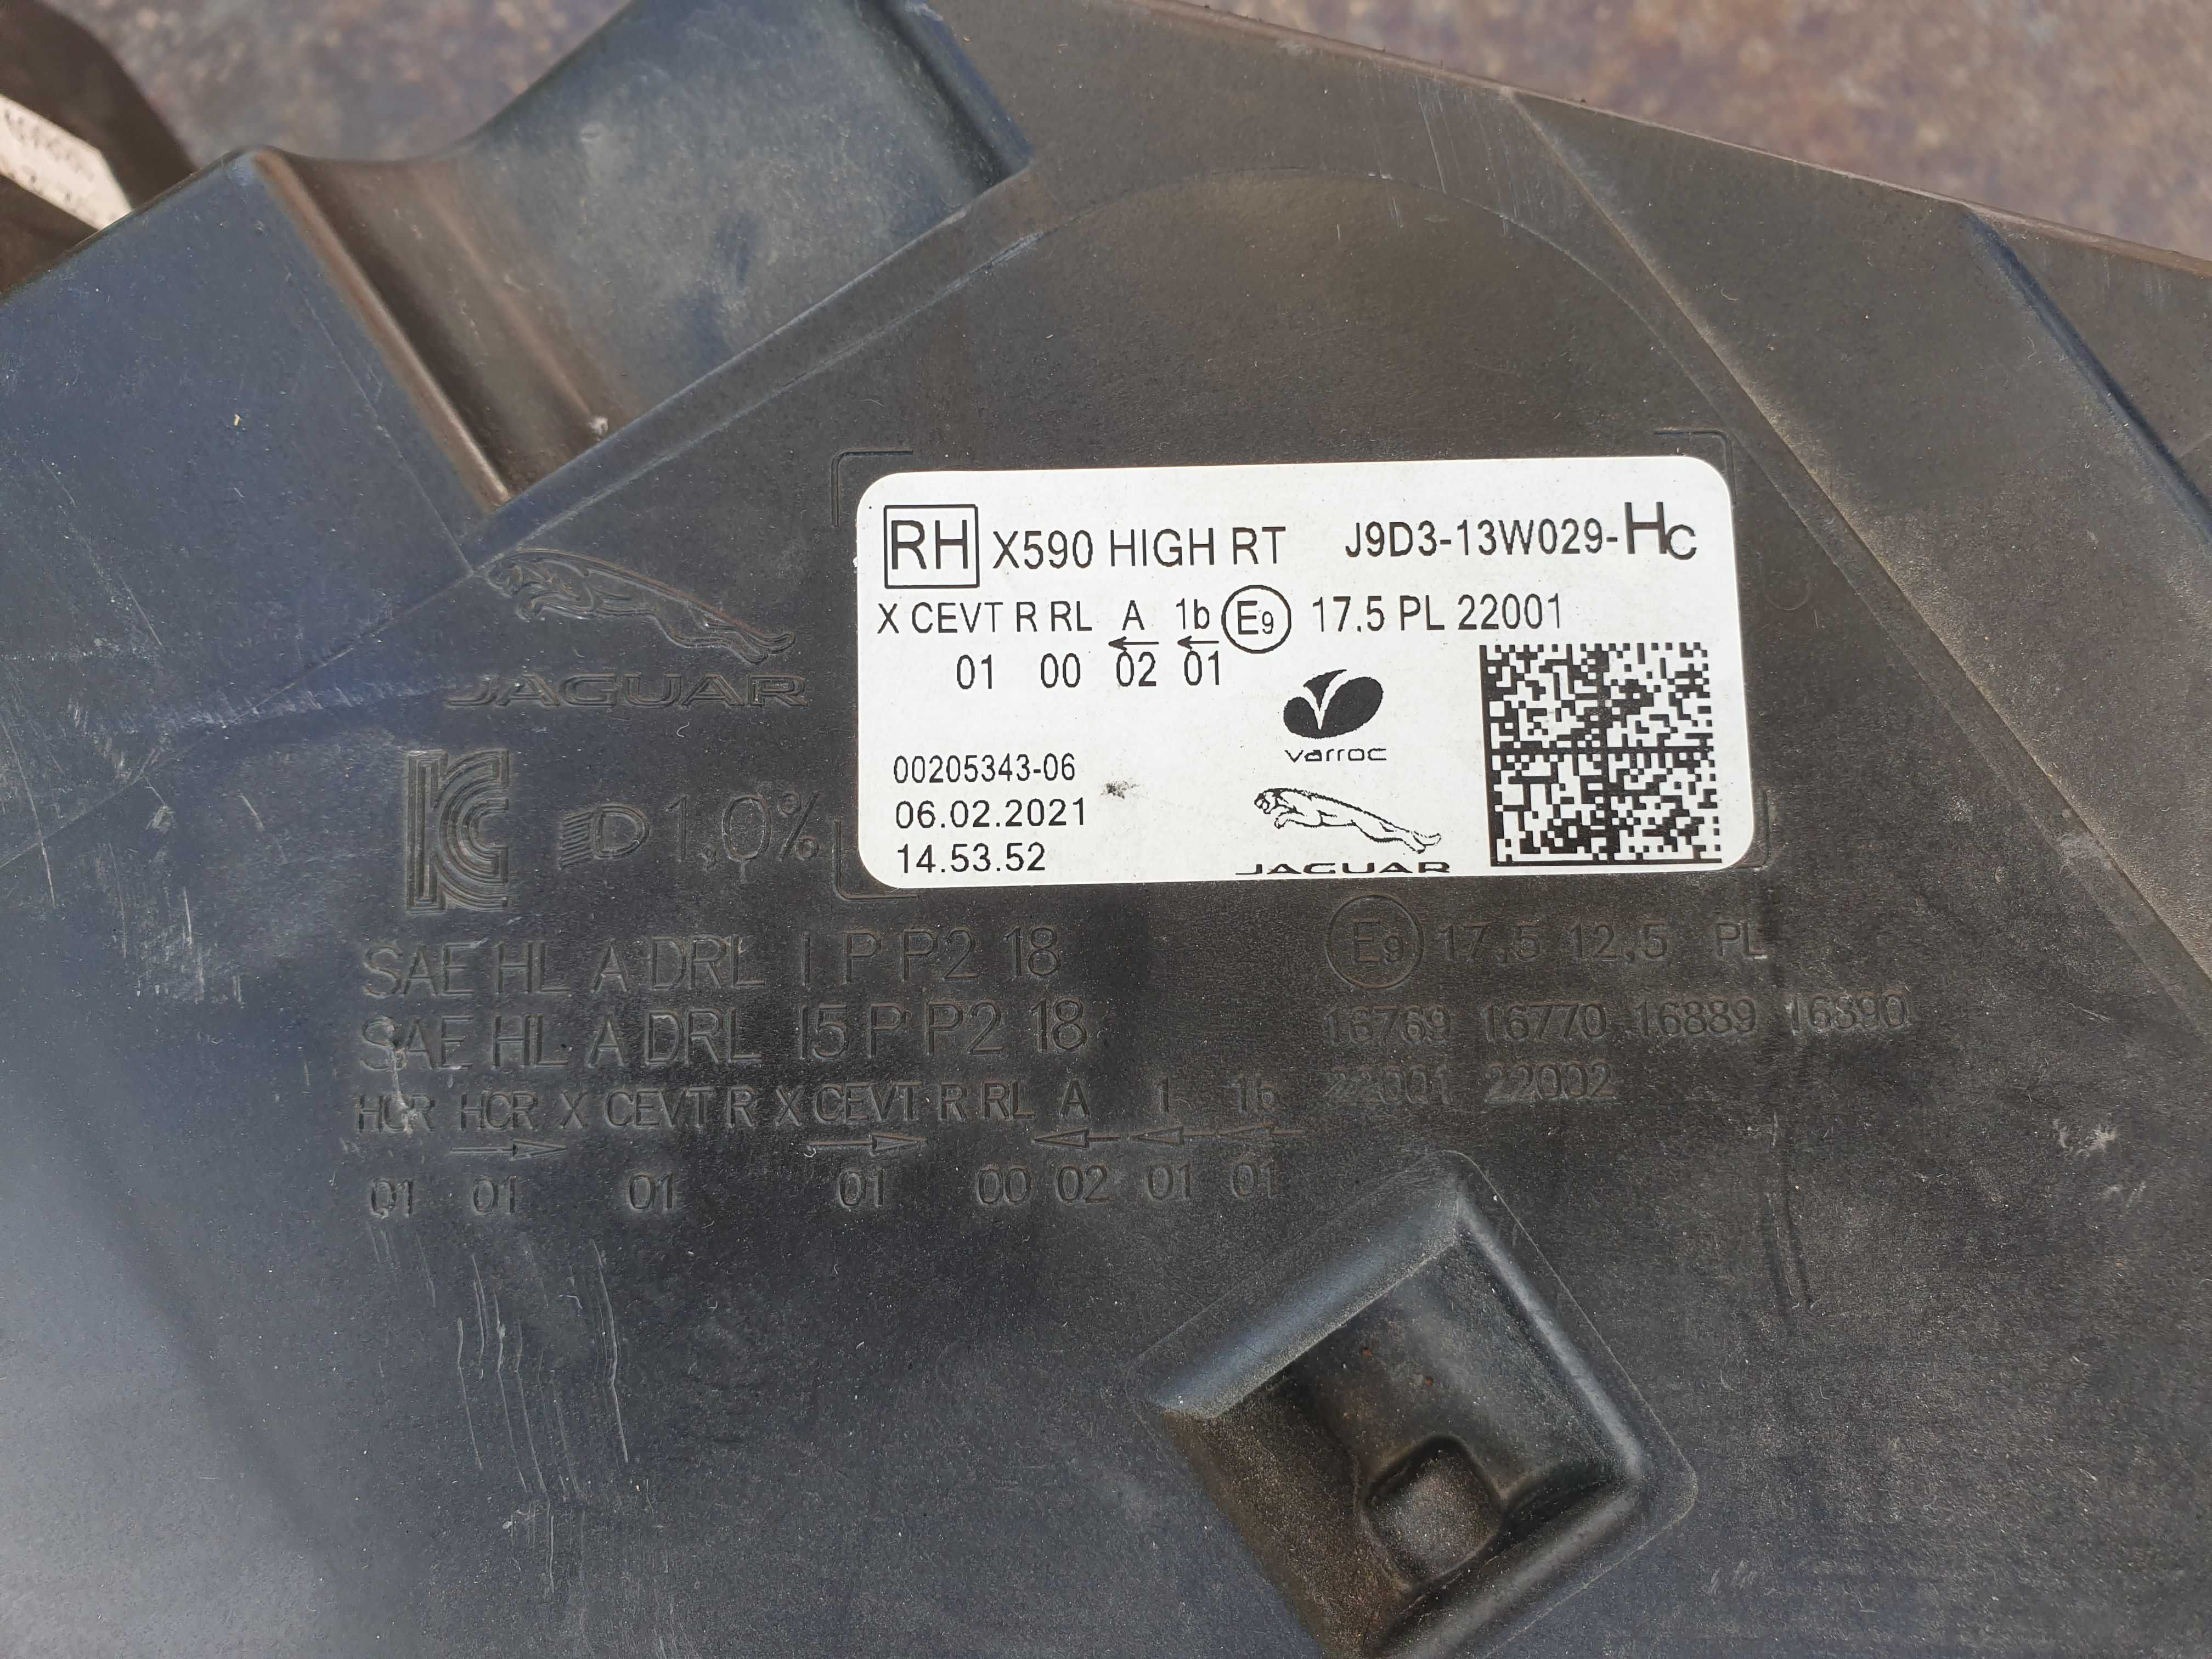 RH X590 HIGH RT J9D3-13W029-HC
X CEVT R RL A 1b E9 17.5 PL 22001
← ←
01 00 02 01
varroc
00205343-06
06.02.2021
14.53.52
JAGUAR
JAGUAR
KC 1,0%
SAE HL A DRL I P P2 18
SAE HL A DRL I5 P P2 18
HCR HCR X CEVT R X CEVT R RL A 1 1b
→ → ← ← ←
01 01 01 01 00 02 01 01
E9 17,5 12,5 PL
16769 16770 16889 16890
22001 22002